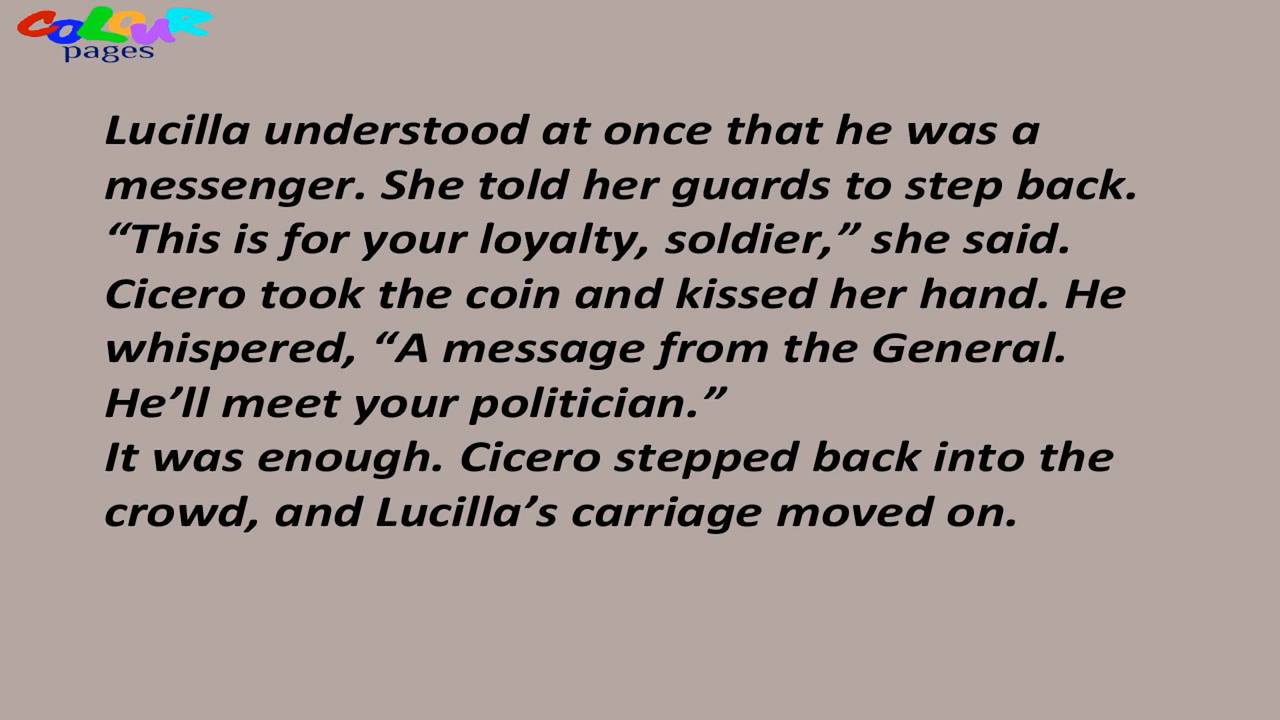 COLOUR
pages
Lucilla understood at once that he was a
messenger. She told her guards to step back.
“This is for your loyalty, soldier,” she said.
Cicero took the coin and kissed her hand. He
whispered, “A message from the General.
He’ll meet your politician.”
It was enough. Cicero stepped back into the
crowd, and Lucilla’s carriage moved on.